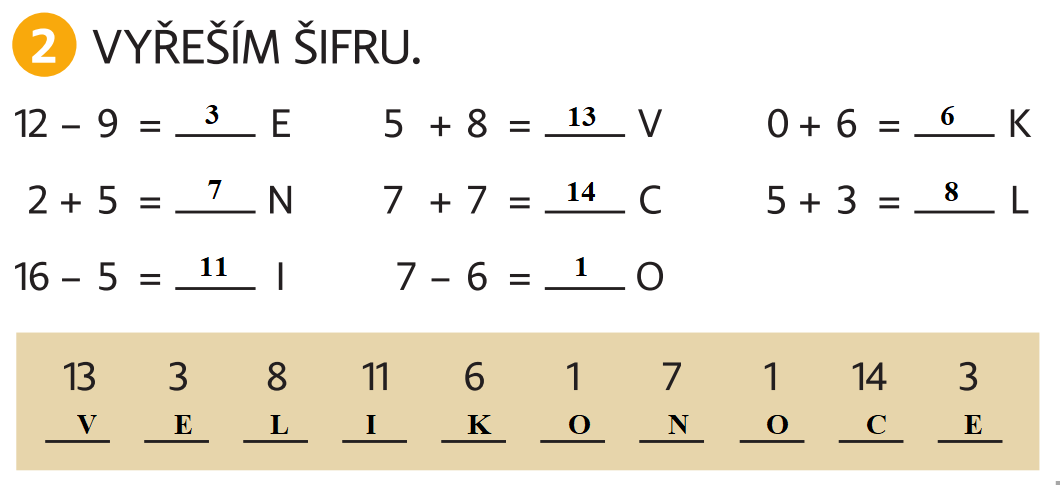 2 VYŘEŠÍM ŠIFRU.
12 – 9 = 3 E 5 + 8 = 13 V 0 + 6 = 6 K
2 + 5 = 7 N 7 + 7 = 14 C 5 + 3 = 8 L
16 – 5 = 11 I 7 – 6 = 1 O
13 3 8 11 6 1 7 1 14 3
V E L I K O N O C E